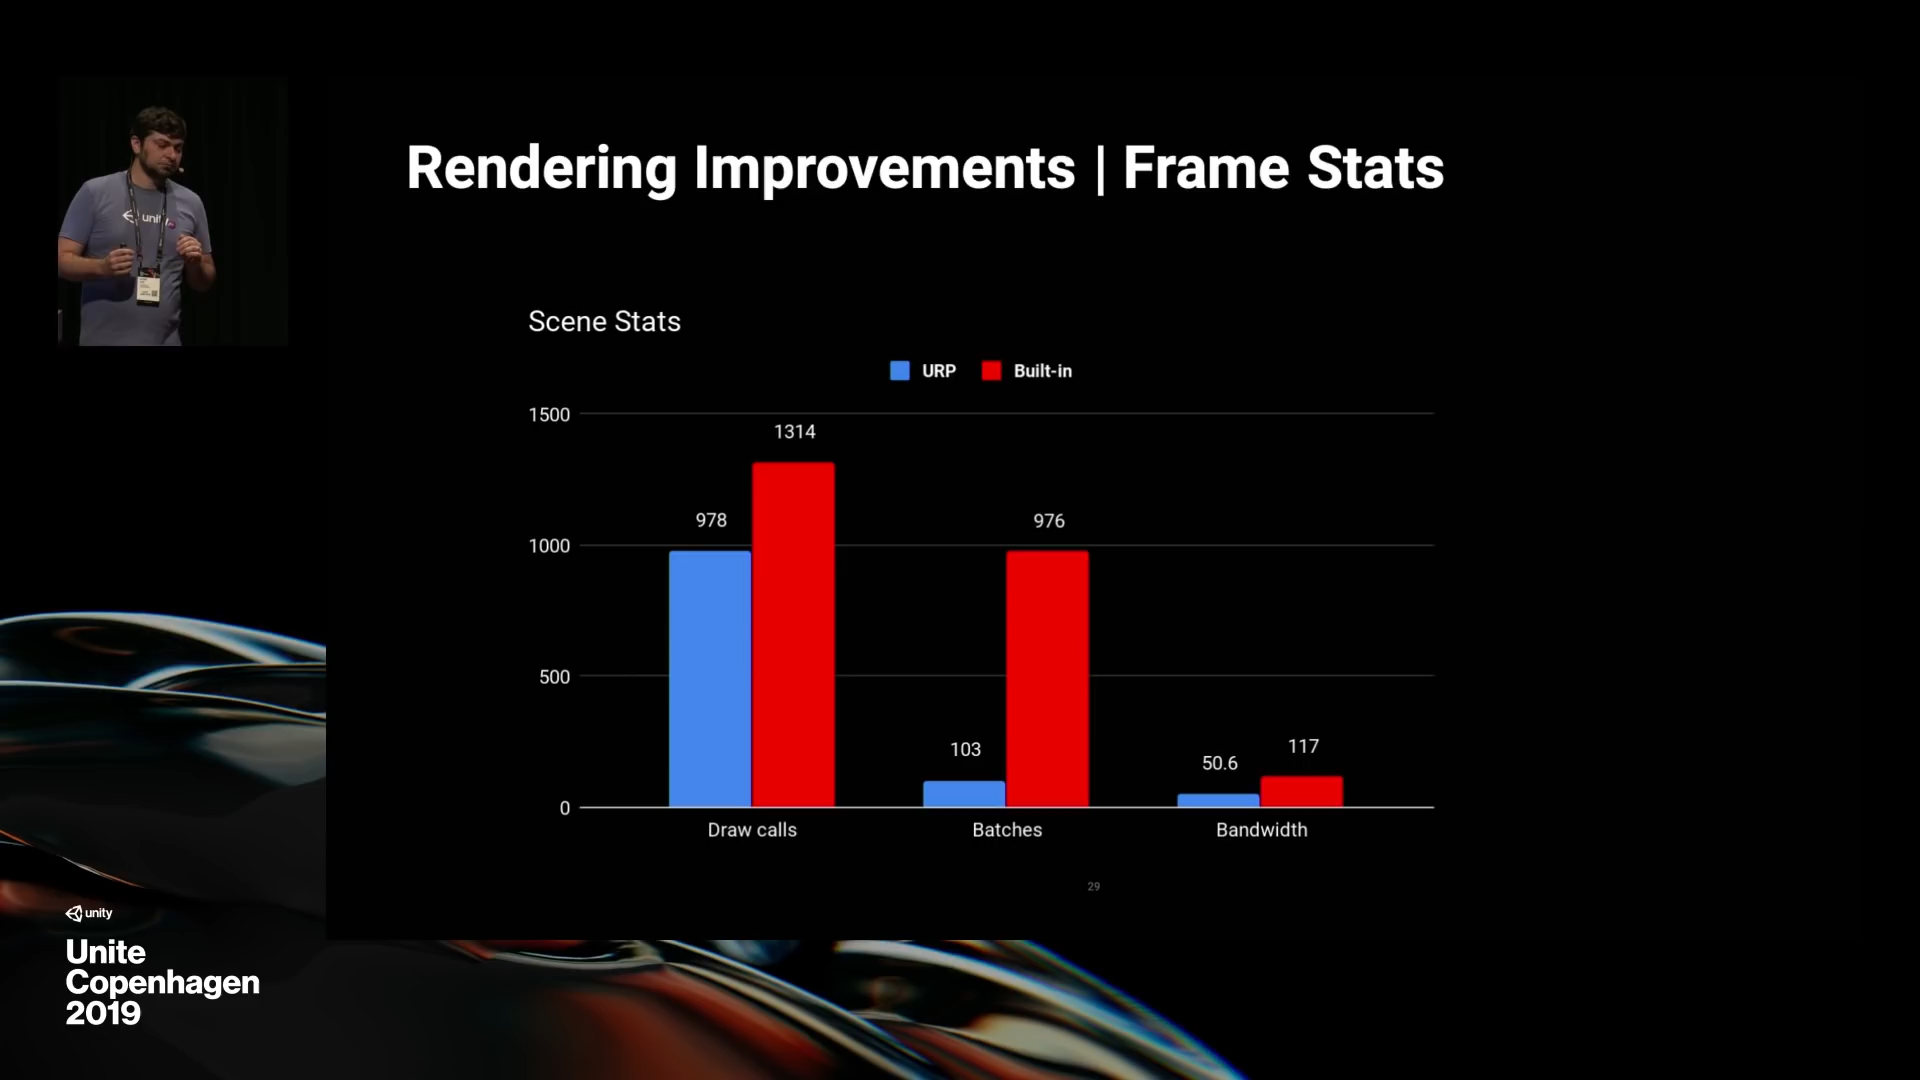 Rendering Improvements | Frame Stats
Scene Stats
URP Built-in
1500
1314
978
976
1000
500
103
50.6
117
0
Draw calls Batches Bandwidth
29
unity
unity
Unite
Copenhagen
2019